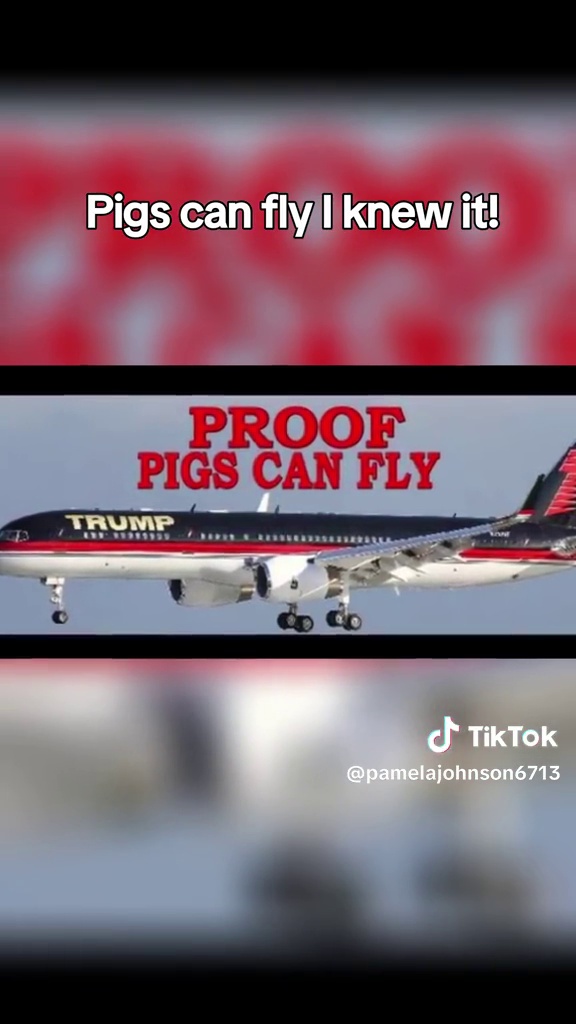 Pigs can fly I knew it!
PROOF
PIGS CAN FLY
TRUMP
TikTok
@pamelajohnson6713